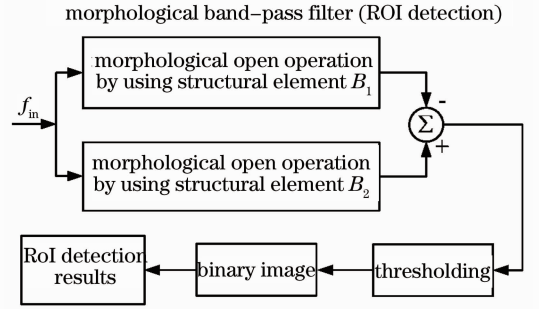 morphological band-pass filter (ROI detection)
morphological open operation
by using structural element B₁
f_in
-
Σ
+
morphological open operation
by using structural element B₂
RoI detection
results
binary image
thresholding